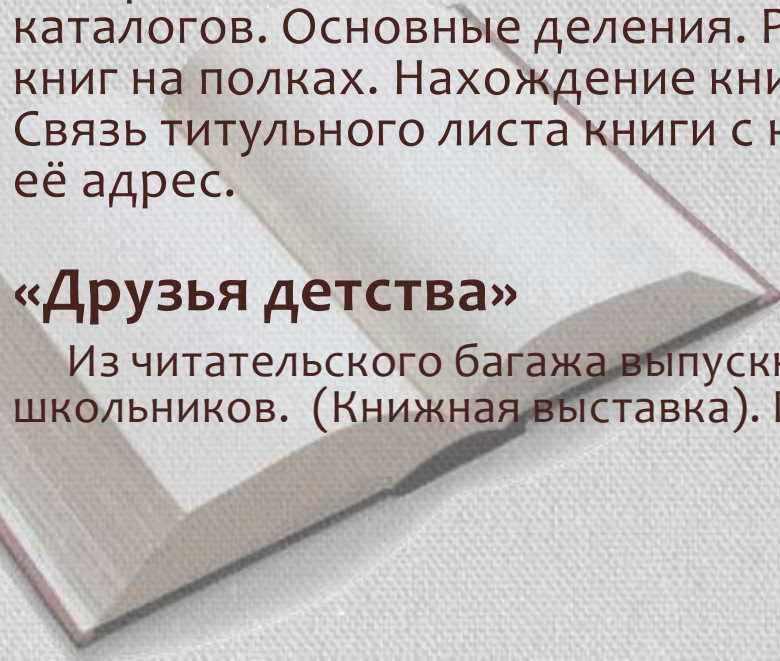 каталогов. Основные деления.
книг на полках. Нахождение
Связь титульного листа книги с
её адрес.
«Друзья детства»
Из читательского багажа
школьников. (Книжная выставка).